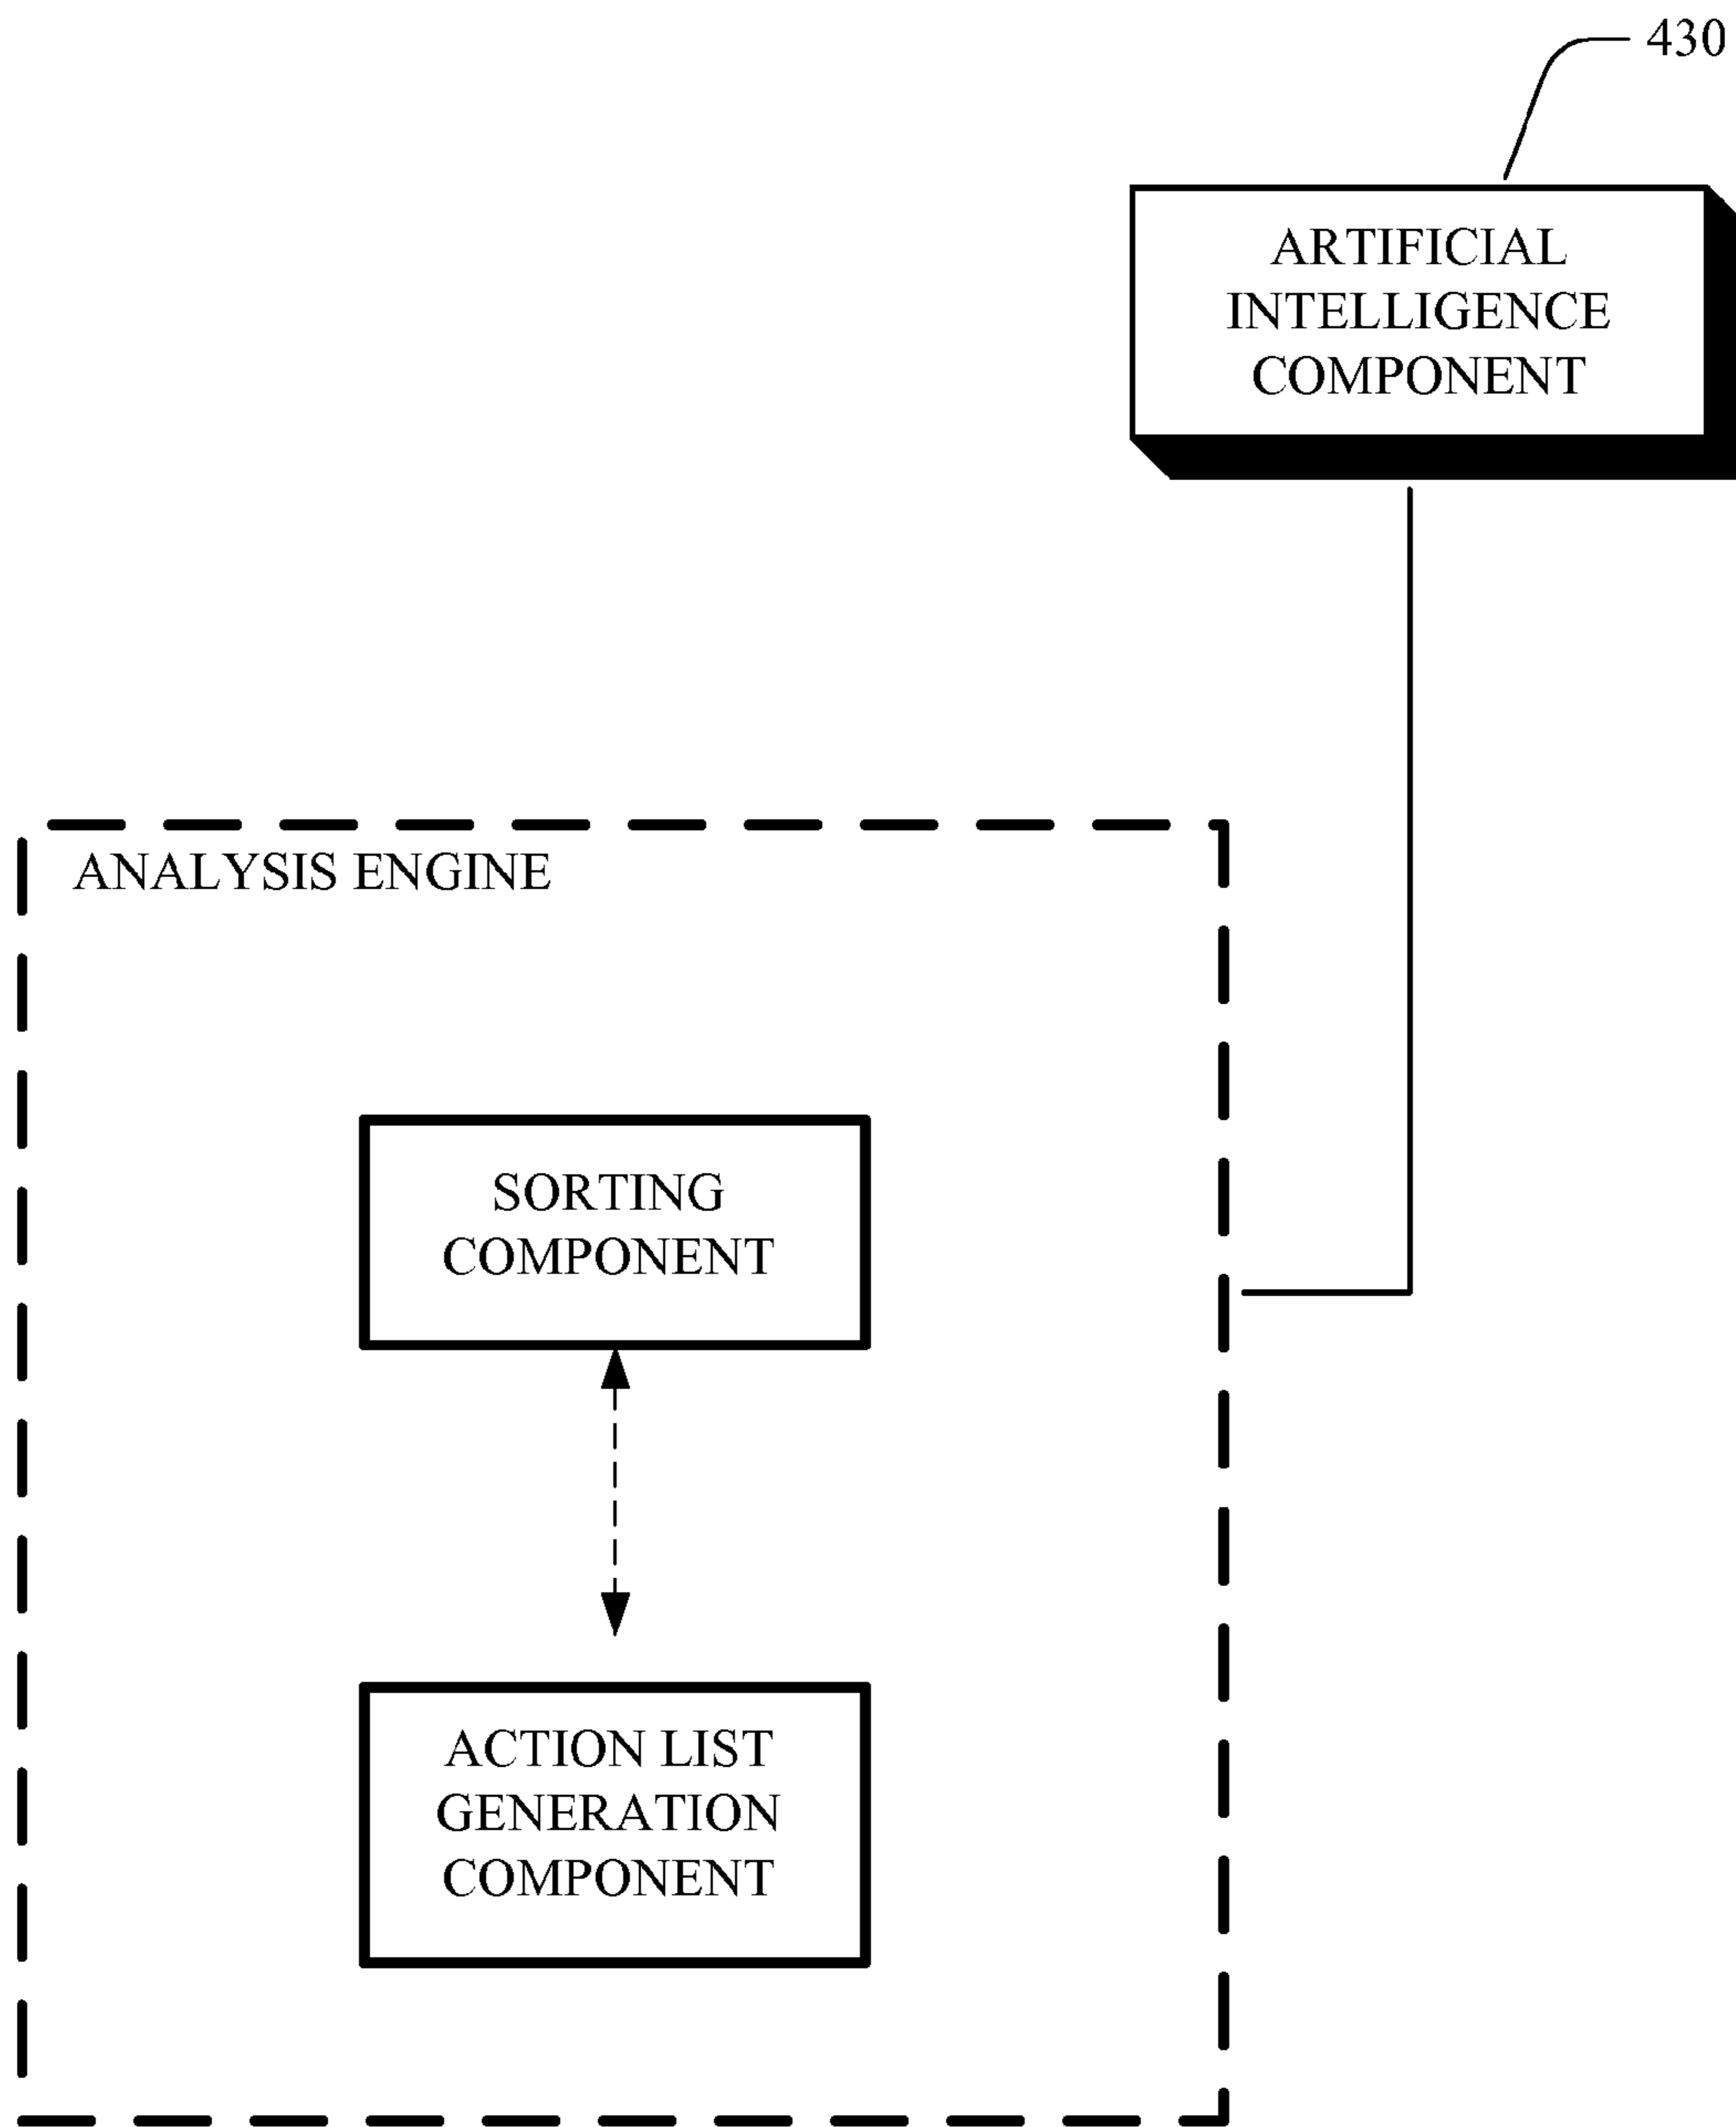 430
ARTIFICIAL
INTELLIGENCE
COMPONENT
ANALYSIS ENGINE
SORTING
COMPONENT
ACTION LIST
GENERATION
COMPONENT